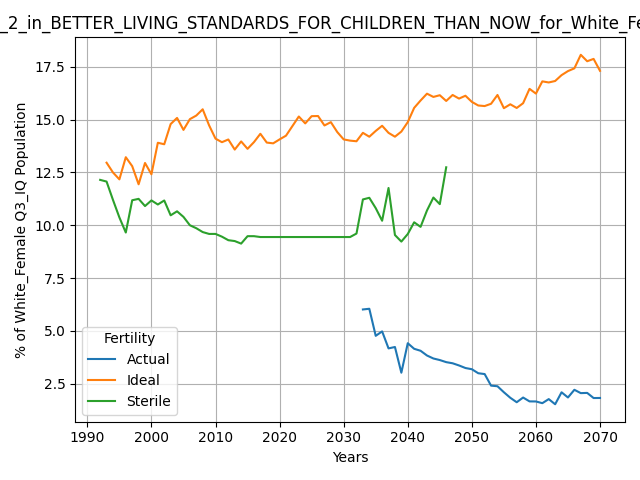 _2_in_BETTER_LIVING_STANDARDS_FOR_CHILDREN_THAN_NOW_for_White_Fe
% of White_Female Q3_IQ Population
17.5
15.0
12.5
10.0
7.5
5.0
2.5
Fertility
Actual
Ideal
Sterile
1990 2000 2010 2020 2030 2040 2050 2060 2070
Years